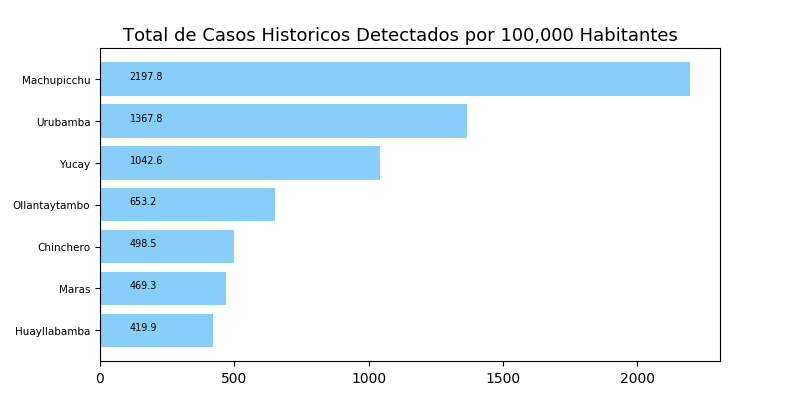 Total de Casos Historicos Detectados por 100,000 Habitantes
Machupicchu 2197.8
Urubamba 1367.8
Yucay 1042.6
Ollantaytambo 653.2
Chinchero 498.5
Maras 469.3
Huayllabamba 419.9
0 500 1000 1500 2000